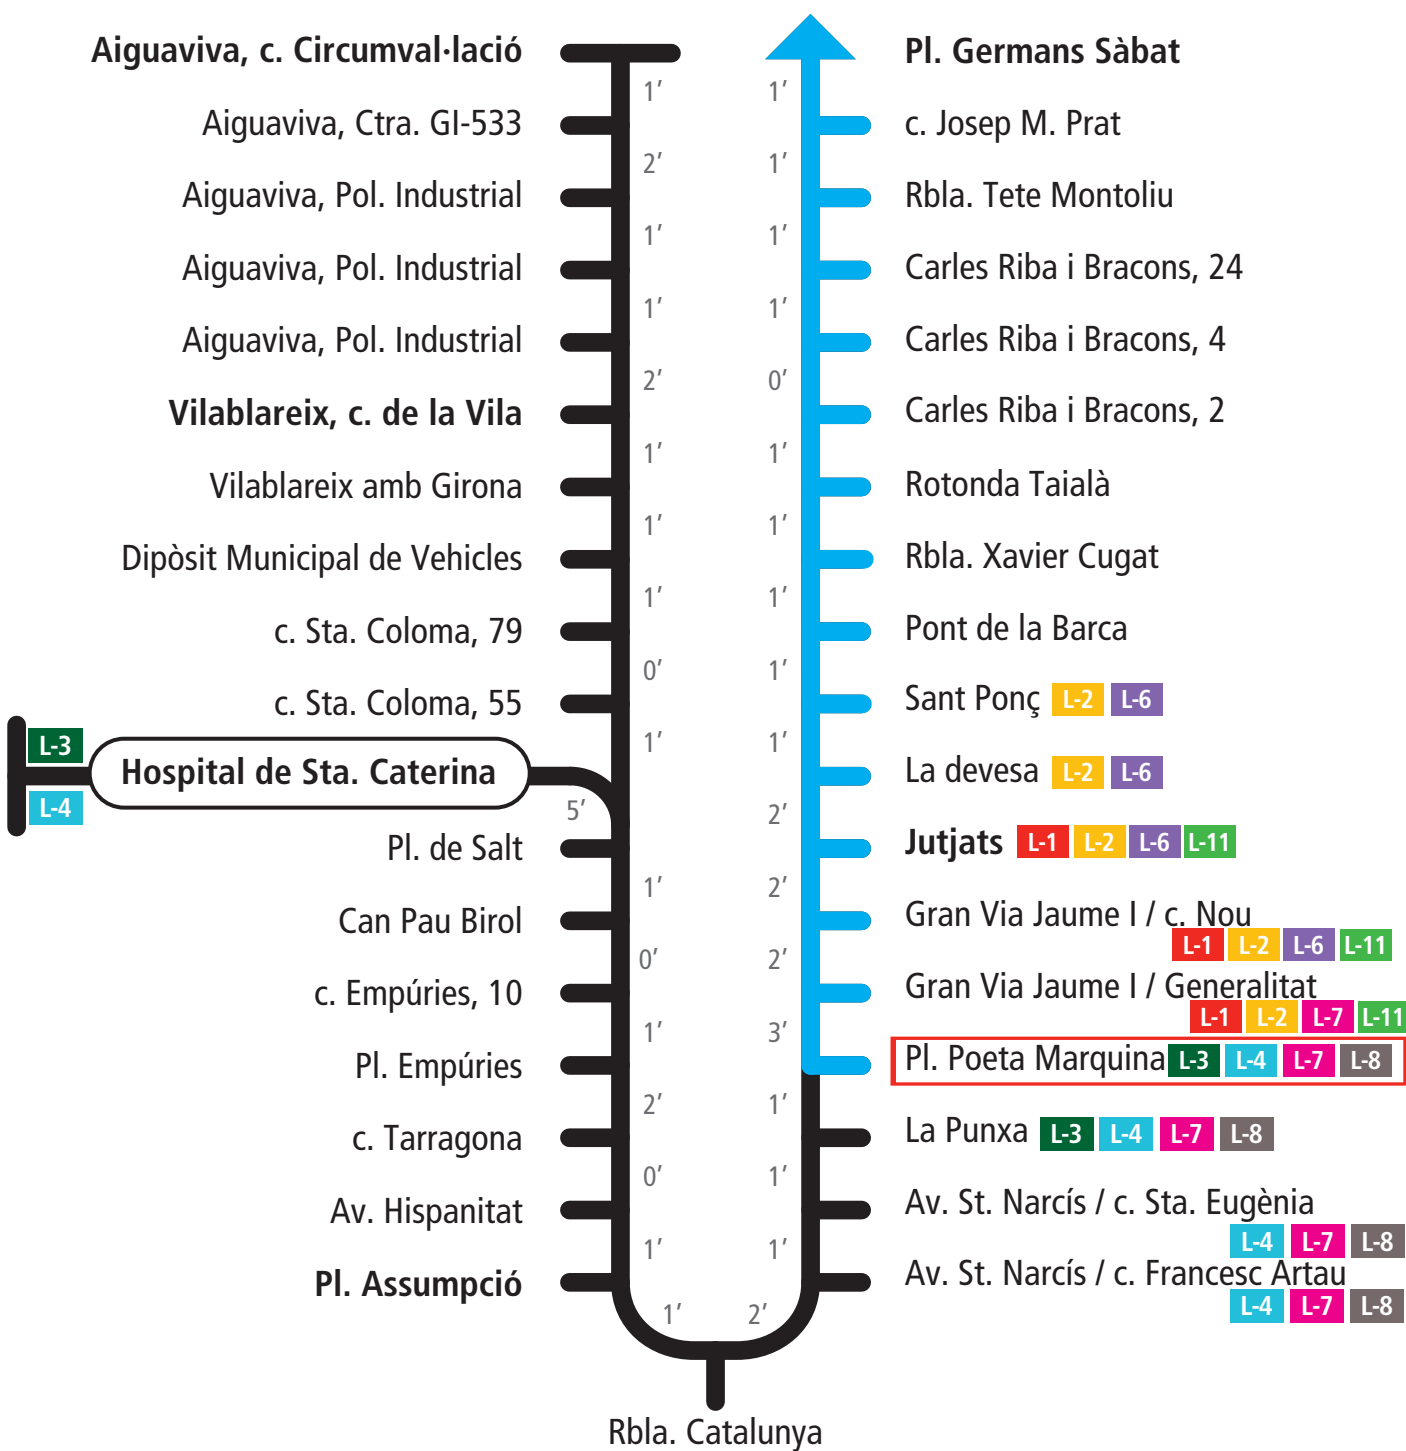 Aiguaviva, c. Circumval·lació
1’
Aiguaviva, Ctra. GI-533
2’
Aiguaviva, Pol. Industrial
1’
Aiguaviva, Pol. Industrial
1’
Aiguaviva, Pol. Industrial
2’
Vilablareix, c. de la Vila
1’
Vilablareix amb Girona
1’
Dipòsit Municipal de Vehicles
1’
c. Sta. Coloma, 79
0’
c. Sta. Coloma, 55
1’
L-3
Hospital de Sta. Caterina
L-4
5’
Pl. de Salt
1’
Can Pau Birol
0’
c. Empúries, 10
1’
Pl. Empúries
2’
c. Tarragona
0’
Av. Hispanitat
1’
Pl. Assumpció
1’
Rbla. Catalunya
2’
Pl. Germans Sàbat
1’
c. Josep M. Prat
1’
Rbla. Tete Montoliu
1’
Carles Riba i Bracons, 24
1’
Carles Riba i Bracons, 4
0’
Carles Riba i Bracons, 2
1’
Rotonda Taialà
1’
Rbla. Xavier Cugat
1’
Pont de la Barca
1’
Sant Ponç L-2 L-6
1’
La devesa L-2 L-6
2’
Jutjats L-1 L-2 L-6 L-11
2’
Gran Via Jaume I / c. Nou
L-1 L-2 L-6 L-11
2’
Gran Via Jaume I / Generalitat
L-1 L-2 L-7 L-11
3’
Pl. Poeta Marquina L-3 L-4 L-7 L-8
1’
La Punxa L-3 L-4 L-7 L-8
1’
Av. St. Narcís / c. Sta. Eugènia
L-4 L-7 L-8
1’
Av. St. Narcís / c. Francesc Artau
L-4 L-7 L-8